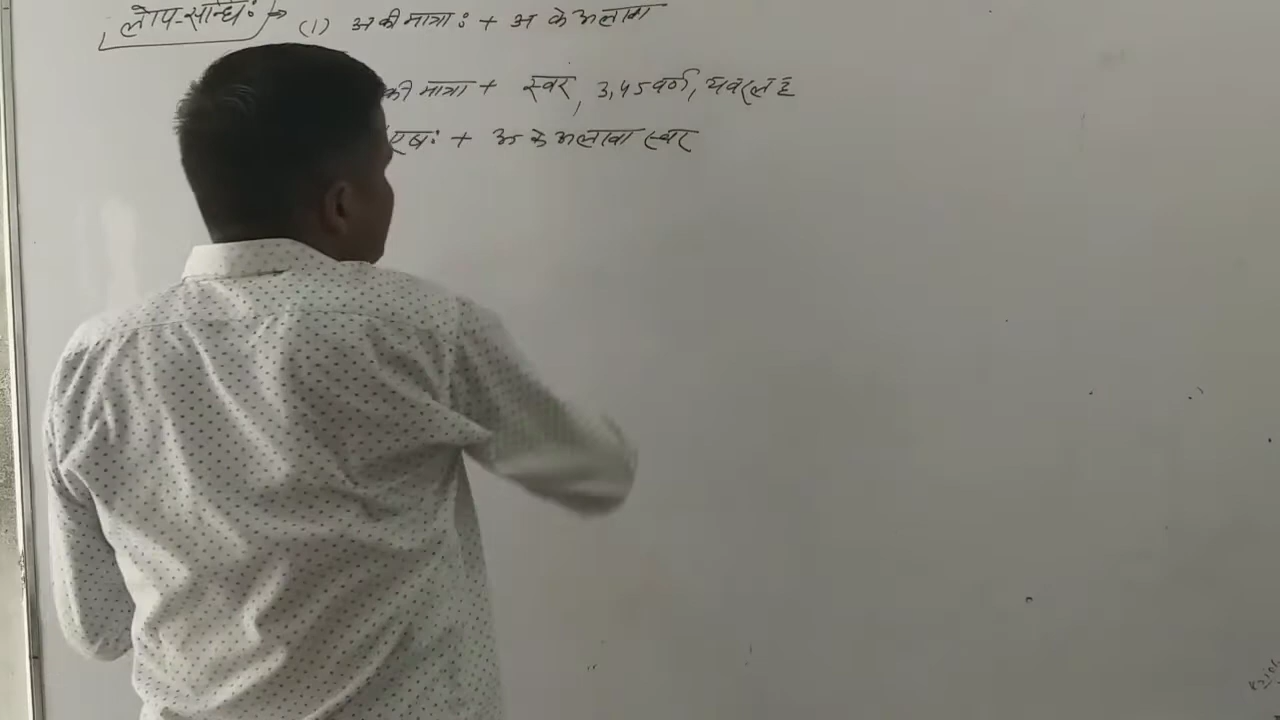 लोप-सन्धिः → (1) अ की मात्राः + अ के अलावा
की मात्रा + स्वर, 3,4,5 वर्ण, य व र ल ह
एषः + अ के अलावा स्वर